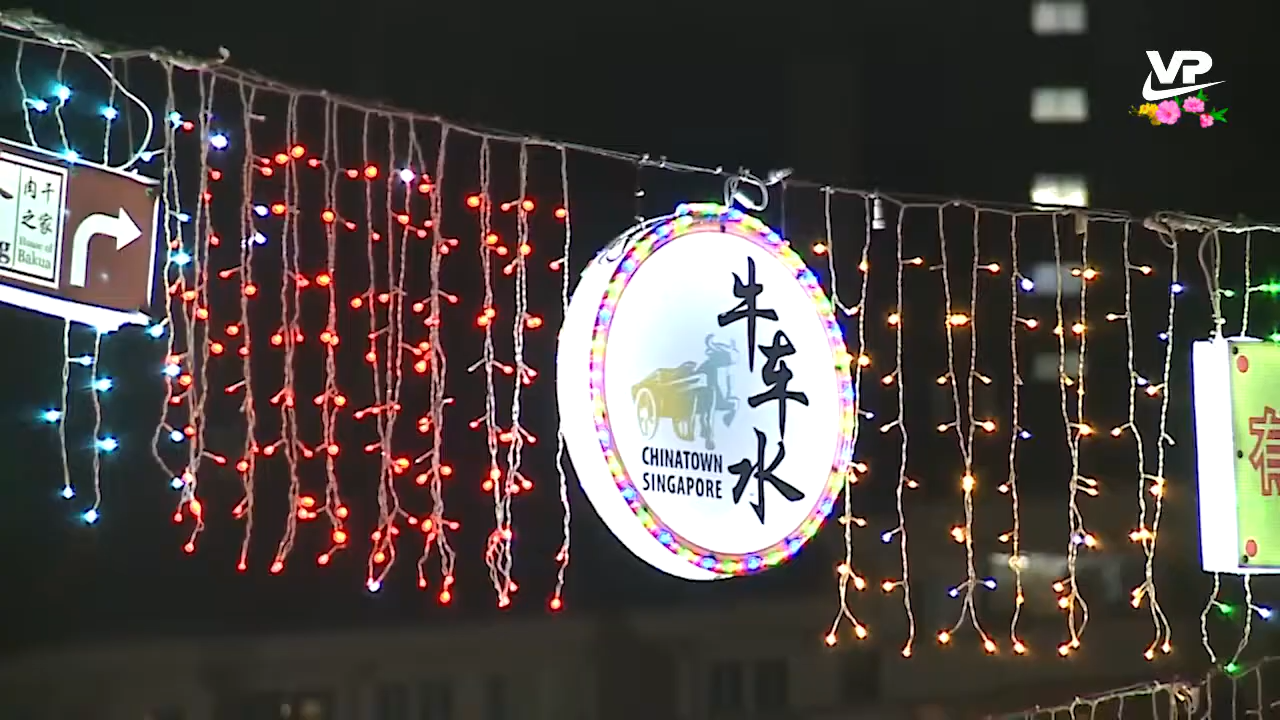 肉干
之家
House of
Bakua
牛车水
CHINATOWN
SINGAPORE
VP